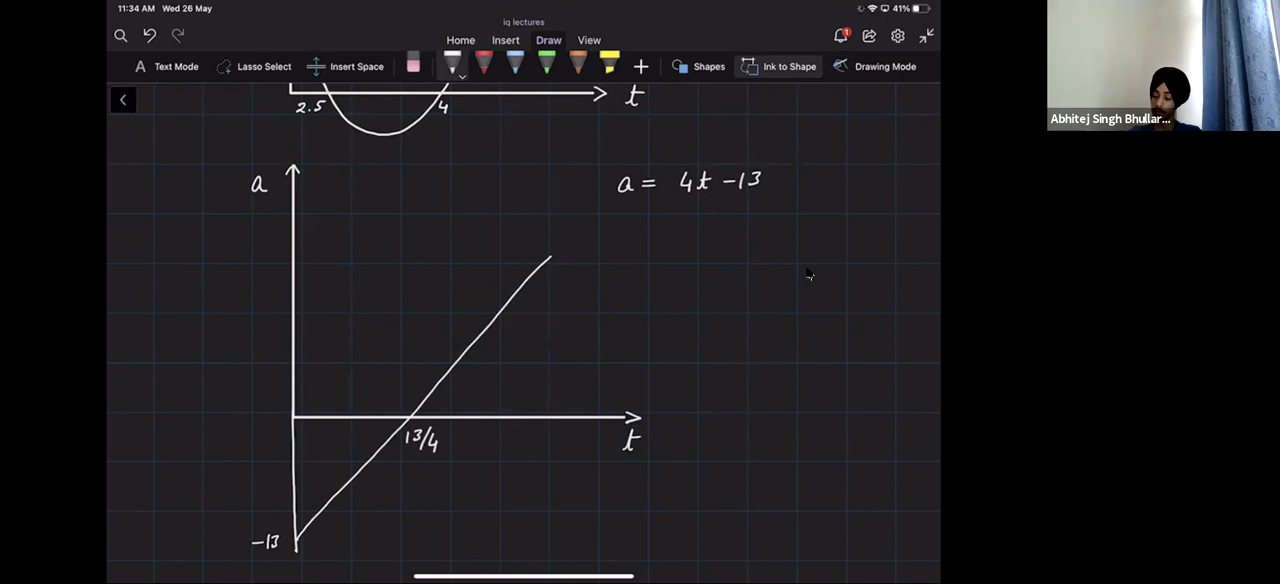 11:34 AM Wed 26 May
41%
iq lectures
Home Insert Draw View
A Text Mode Lasso Select Insert Space Shapes Ink to Shape Drawing Mode
1
2.5 4 t
Abhitej Singh Bhullar...
a
a = 4t -13
13/4
t
-13